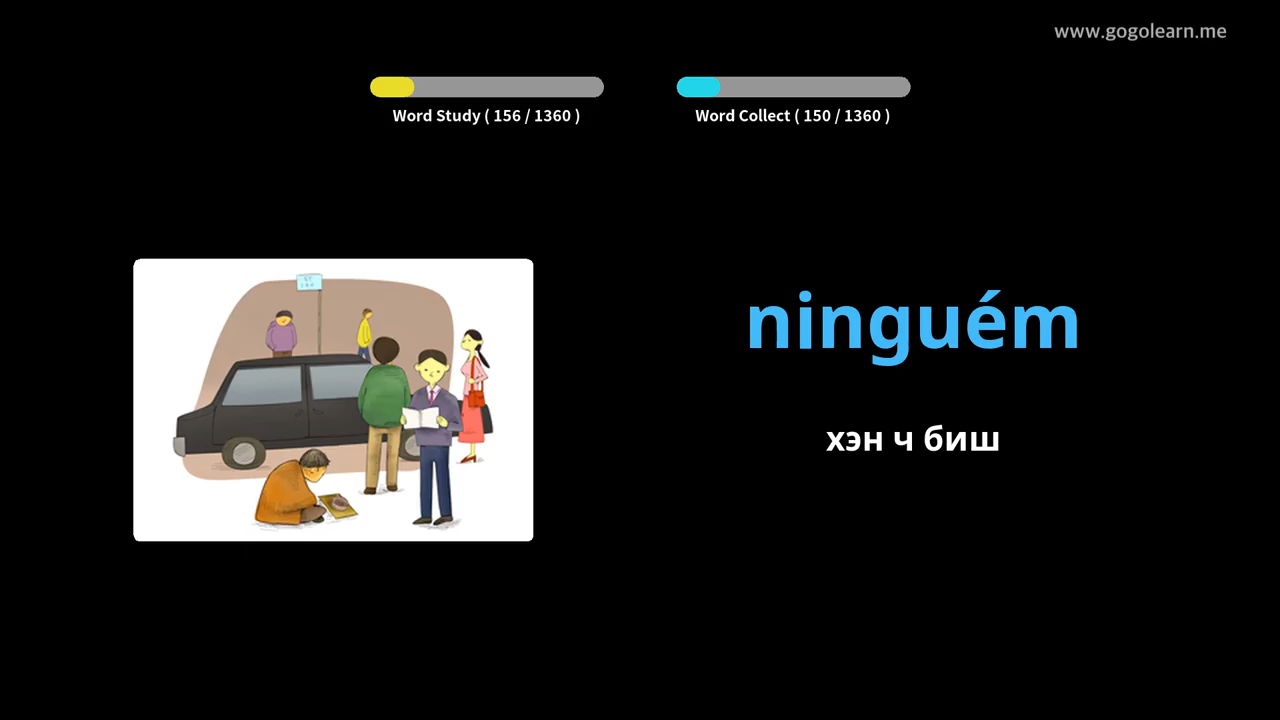 www.gogolearn.me
Word Study ( 156 / 1360 )
Word Collect ( 150 / 1360 )
ninguém
хэн ч биш